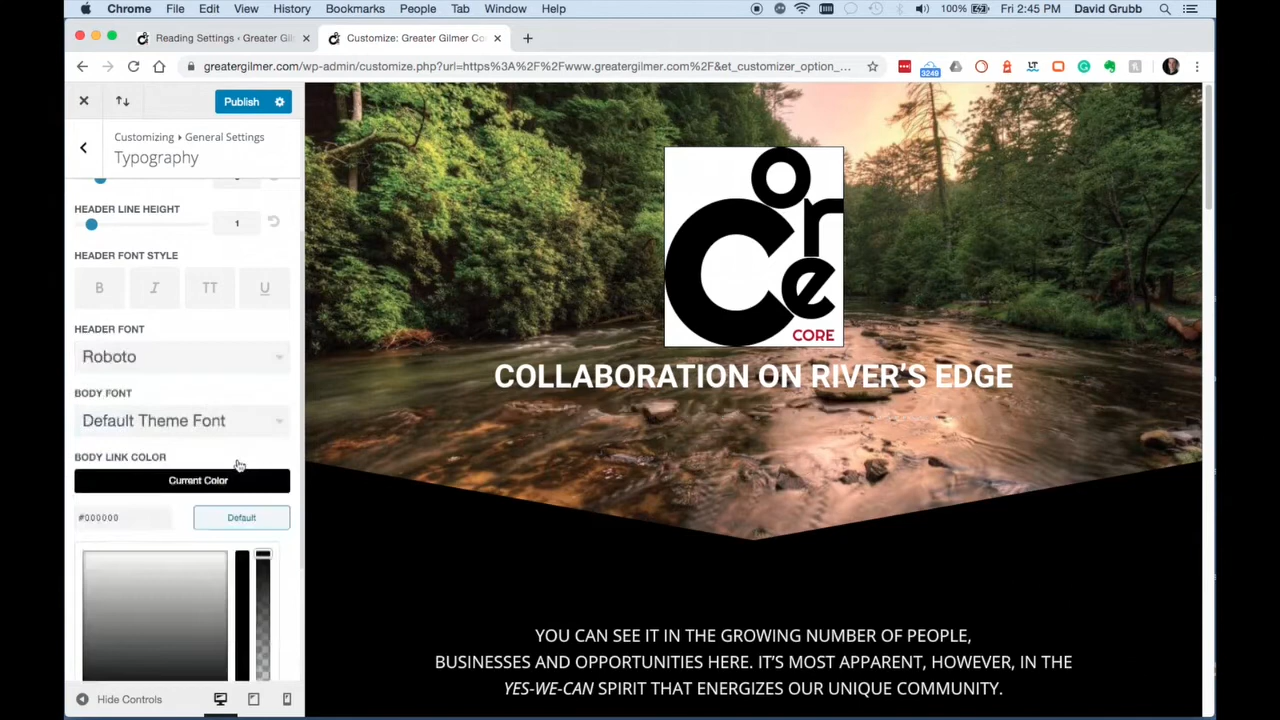 Chrome File Edit View History Bookmarks People Tab Window Help 100% Fri 2:45 PM David Grubb
Reading Settings ‹ Greater Gil
Customize: Greater Gilmer Co
greatergilmer.com/wp-admin/customize.php?url=https%3A%2F%2Fwww.greatergilmer.com%2F&et_customizer_option_...
3249
Publish
Customizing ▸ General Settings
Typography
HEADER LINE HEIGHT
1
HEADER FONT STYLE
B I TT U
HEADER FONT
Roboto
BODY FONT
Default Theme Font
BODY LINK COLOR
Current Color
#000000
Default
Hide Controls
Core
CORE
COLLABORATION ON RIVER'S EDGE
YOU CAN SEE IT IN THE GROWING NUMBER OF PEOPLE,
BUSINESSES AND OPPORTUNITIES HERE. IT'S MOST APPARENT, HOWEVER, IN THE
YES-WE-CAN SPIRIT THAT ENERGIZES OUR UNIQUE COMMUNITY.